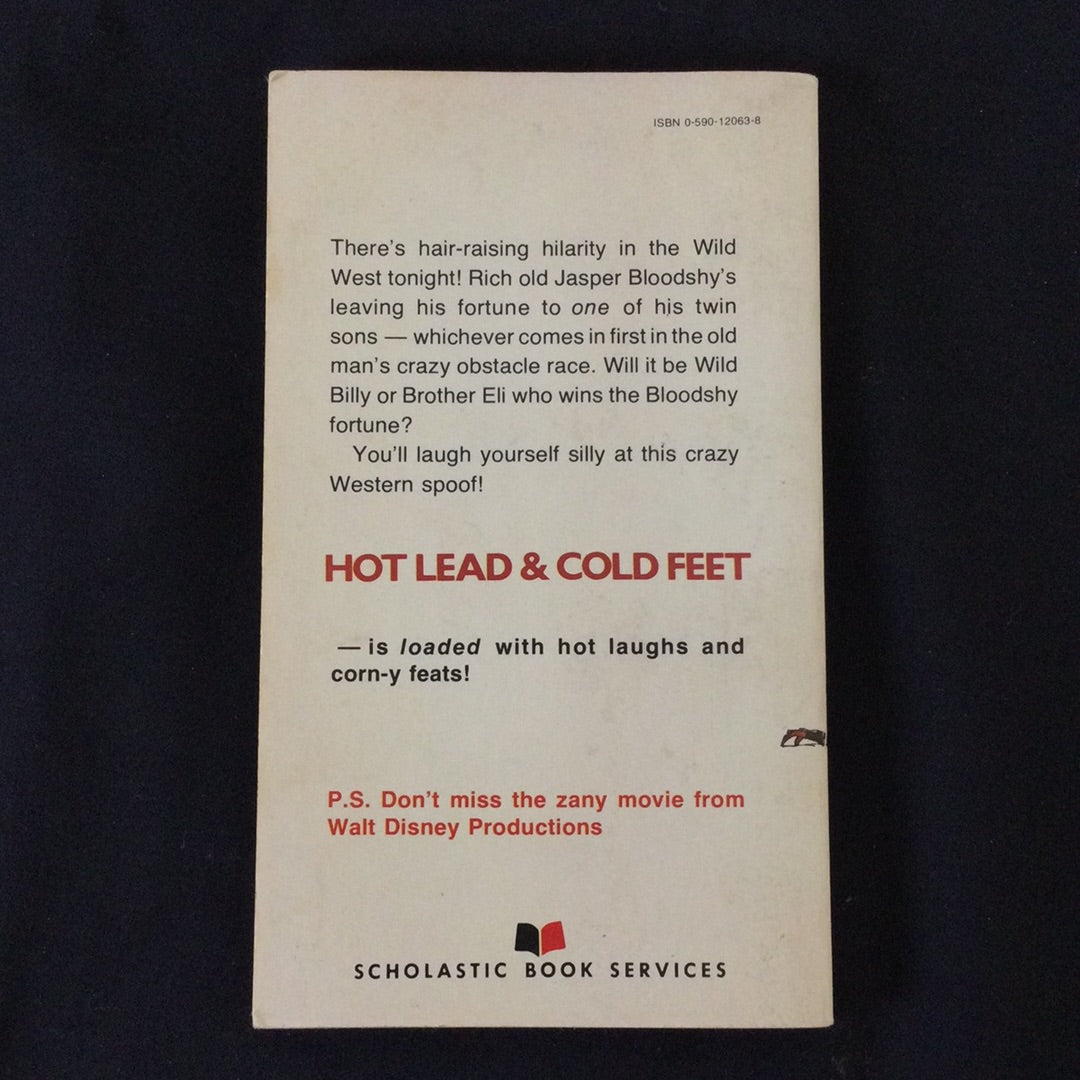 ISBN 0-590-12063-8
There's hair-raising hilarity in the Wild
West tonight! Rich old Jasper Bloodshy's
leaving his fortune to one of his twin
sons — whichever comes in first in the old
man's crazy obstacle race. Will it be Wild
Billy or Brother Eli who wins the Bloodshy
fortune?
You'll laugh yourself silly at this crazy
Western spoof!
HOT LEAD & COLD FEET
— is loaded with hot laughs and
corn-y feats!
P.S. Don't miss the zany movie from
Walt Disney Productions
SCHOLASTIC BOOK SERVICES